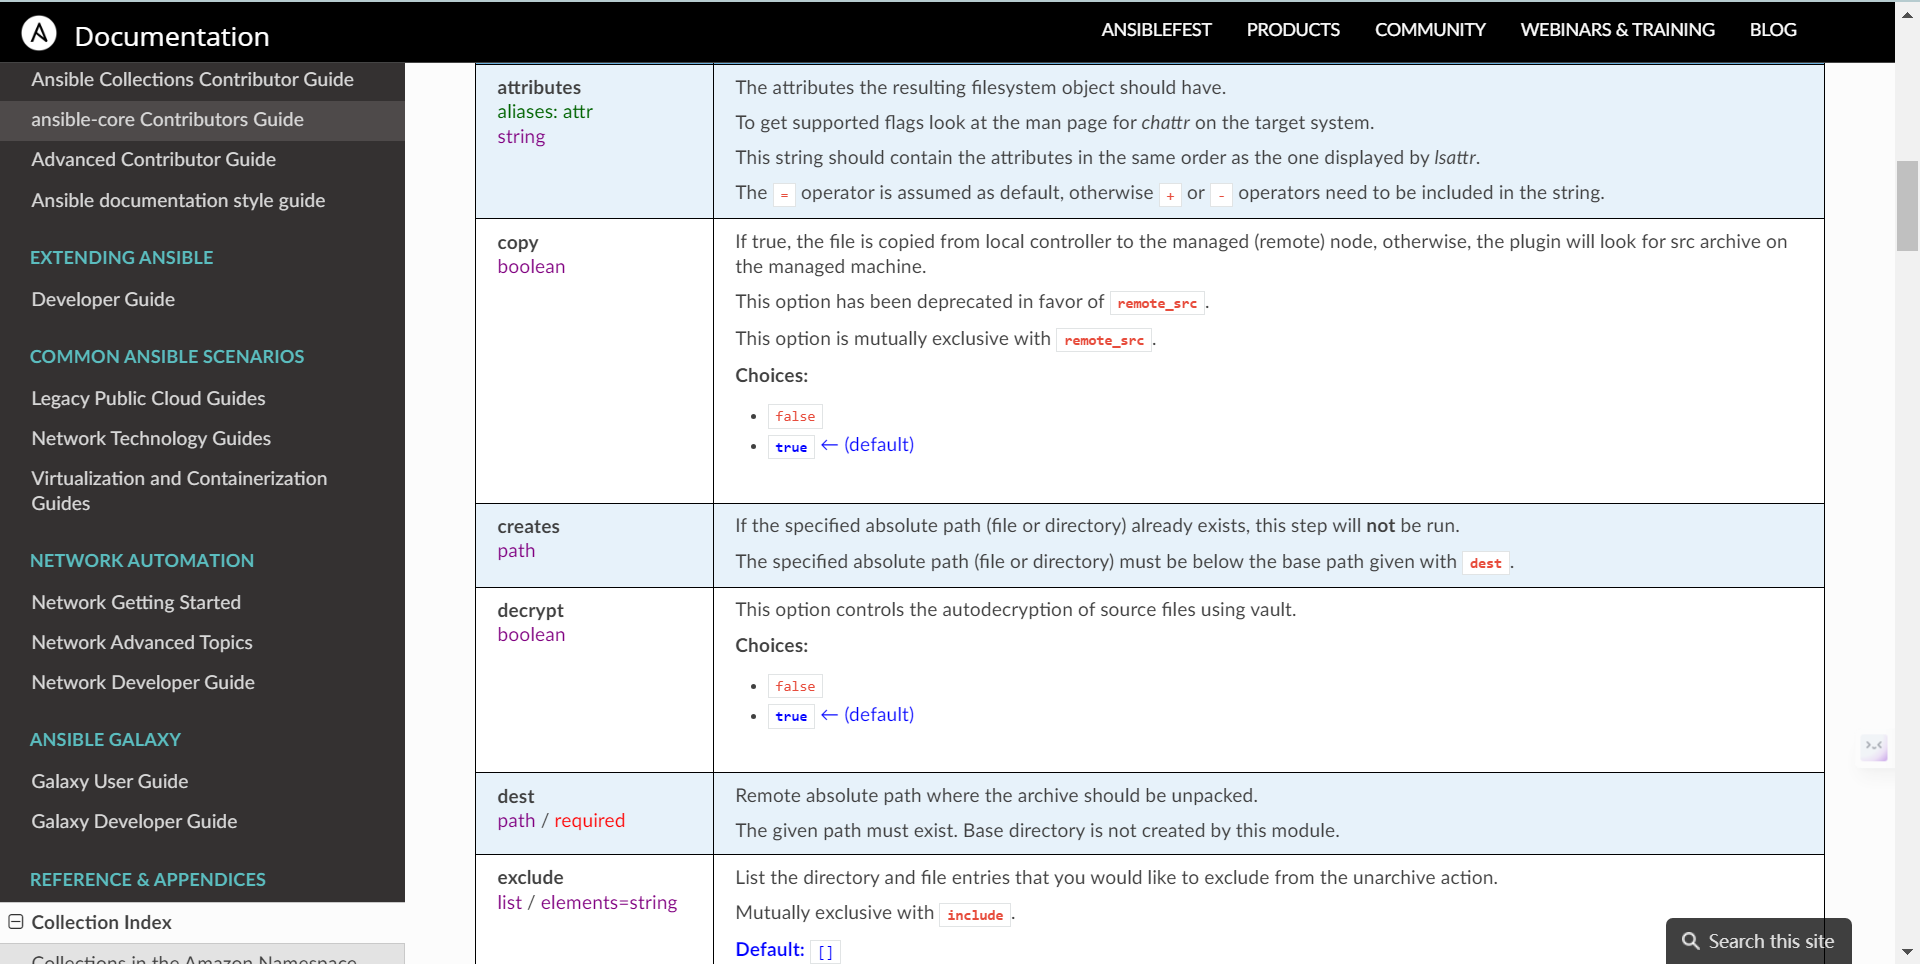 Documentation
ANSIBLEFEST
PRODUCTS
COMMUNITY
WEBINARS & TRAINING
BLOG
Ansible Collections Contributor Guide
ansible-core Contributors Guide
Advanced Contributor Guide
Ansible documentation style guide
EXTENDING ANSIBLE
Developer Guide
COMMON ANSIBLE SCENARIOS
Legacy Public Cloud Guides
Network Technology Guides
Virtualization and Containerization
Guides
NETWORK AUTOMATION
Network Getting Started
Network Advanced Topics
Network Developer Guide
ANSIBLE GALAXY
Galaxy User Guide
Galaxy Developer Guide
REFERENCE & APPENDICES
Collection Index
Collections in the Amazon Namespace
attributes
aliases: attr
string
The attributes the resulting filesystem object should have.
To get supported flags look at the man page for chattr on the target system.
This string should contain the attributes in the same order as the one displayed by lsattr.
The = operator is assumed as default, otherwise + or - operators need to be included in the string.
copy
boolean
If true, the file is copied from local controller to the managed (remote) node, otherwise, the plugin will look for src archive on
the managed machine.
This option has been deprecated in favor of remote_src.
This option is mutually exclusive with remote_src.
Choices:
• false
• true ← (default)
creates
path
If the specified absolute path (file or directory) already exists, this step will not be run.
The specified absolute path (file or directory) must be below the base path given with dest.
decrypt
boolean
This option controls the autodecryption of source files using vault.
Choices:
• false
• true ← (default)
dest
path / required
Remote absolute path where the archive should be unpacked.
The given path must exist. Base directory is not created by this module.
exclude
list / elements=string
List the directory and file entries that you would like to exclude from the unarchive action.
Mutually exclusive with include.
Default: []
Search this site